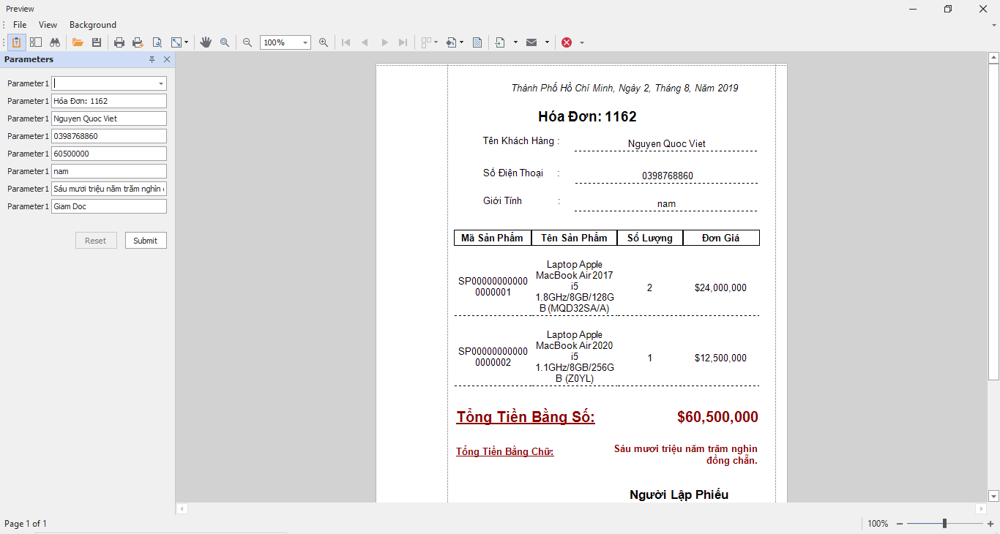 Preview
File View Background
100%
Parameters
Parameter1
Parameter1 Hóa Đơn: 1162
Parameter1 Nguyen Quoc Viet
Parameter1 0398768860
Parameter1 60500000
Parameter1 nam
Parameter1 Sáu mươi triệu năm trăm nghìn
Parameter1 Giam Doc
Reset Submit
Thành Phố Hồ Chí Minh, Ngày 2, Tháng 8, Năm 2019
Hóa Đơn: 1162
Tên Khách Hàng : Nguyen Quoc Viet
Số Điện Thoại : 0398768860
Giới Tính : nam
Mã Sản Phẩm Tên Sản Phẩm Số Lượng Đơn Giá
Laptop Apple
MacBook Air 2017
SP00000000000 i5 2 $24,000,000
0000001 1.8GHz/8GB/128G
B (MQD32SA/A)
Laptop Apple
MacBook Air 2020
SP00000000000 i5 1 $12,500,000
0000002 1.1GHz/8GB/256G
B (Z0YL)
Tổng Tiền Bằng Số: $60,500,000
Tổng Tiền Bằng Chữ: Sáu mươi triệu năm trăm nghìn
đồng chẵn.
Người Lập Phiếu
Page 1 of 1 100%